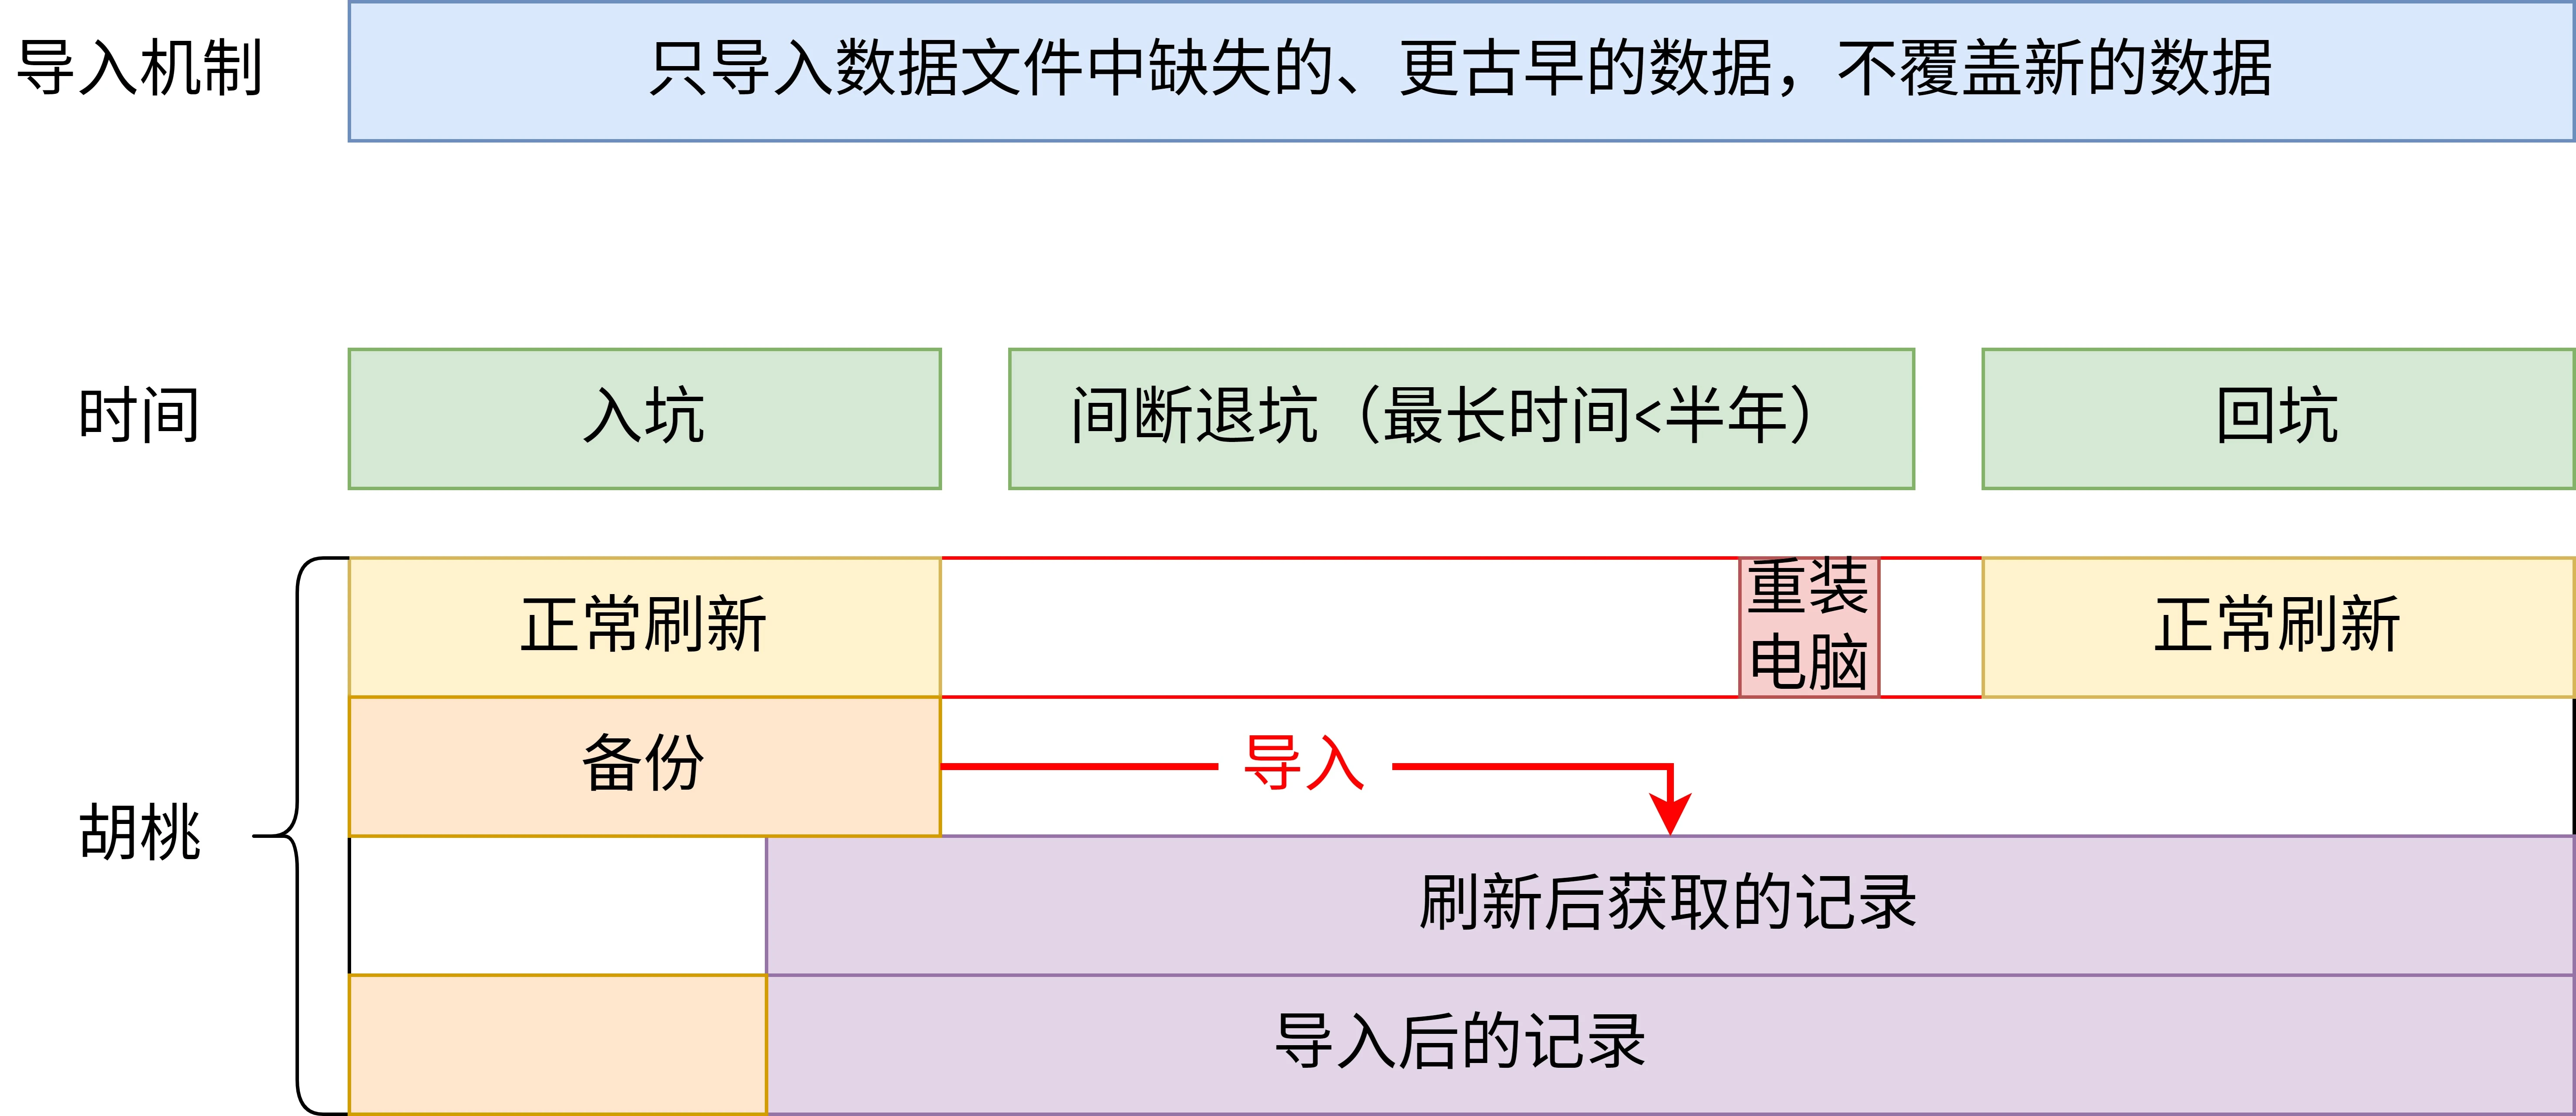 导入机制
只导入数据文件中缺失的、更古早的数据，不覆盖新的数据
时间
入坑
间断退坑（最长时间<半年）
回坑
胡桃
正常刷新
重装
电脑
正常刷新
备份
导入
刷新后获取的记录
导入后的记录